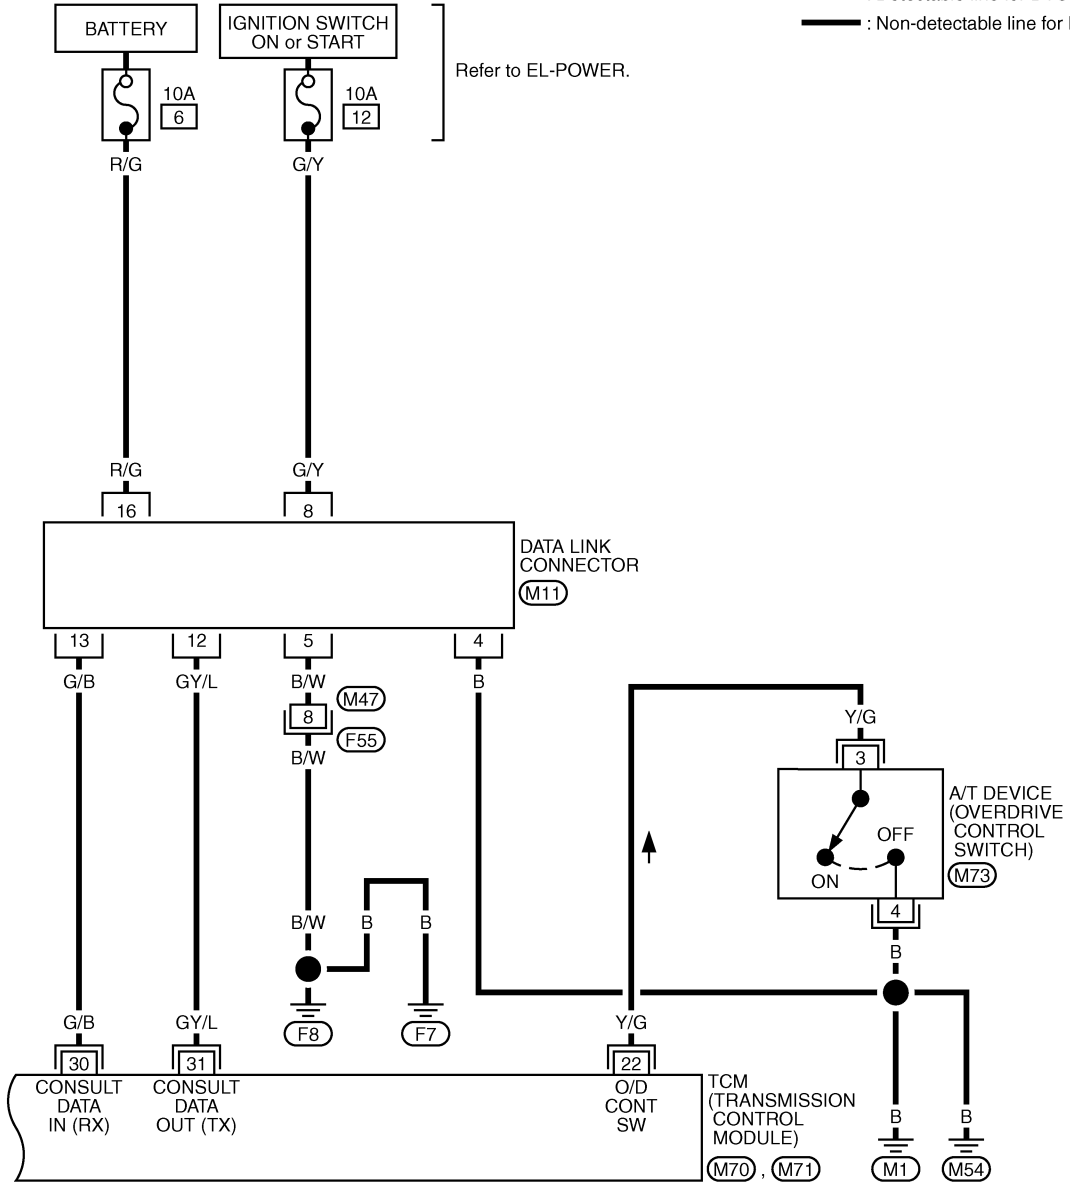 BATTERY
IGNITION SWITCH
ON or START
: Non-detectable line for
Refer to EL-POWER.
10A
6
10A
12
R/G
G/Y
R/G
G/Y
16
8
DATA LINK
CONNECTOR
M11
13
12
5
4
G/B
GY/L
B/W
B
M47
8
F55
B/W
Y/G
3
A/T DEVICE
(OVERDRIVE
CONTROL
SWITCH)
M73
OFF
ON
4
B
B/W
B
B
F8
F7
G/B
GY/L
Y/G
30
31
22
CONSULT
DATA
IN (RX)
CONSULT
DATA
OUT (TX)
O/D
CONT
SW
TCM
(TRANSMISSION
CONTROL
MODULE)
M70 , M71
B
B
M1
M54